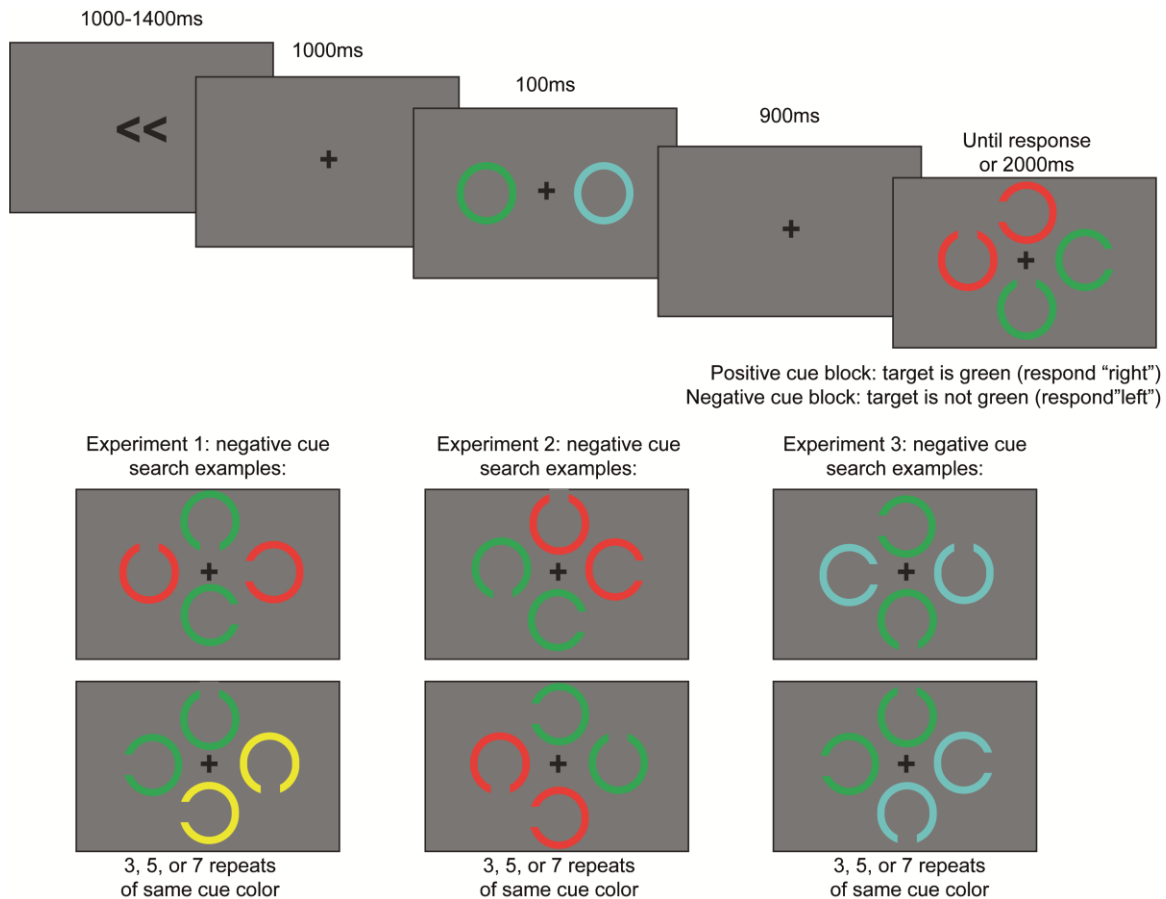 1000-1400ms
1000ms
100ms
900ms
Until response
or 2000ms
<<
+
+
+
+
Positive cue block: target is green (respond “right”)
Negative cue block: target is not green (respond”left”)
Experiment 1: negative cue
search examples:
Experiment 2: negative cue
search examples:
Experiment 3: negative cue
search examples:
+
+
+
+
+
+
3, 5, or 7 repeats
of same cue color
3, 5, or 7 repeats
of same cue color
3, 5, or 7 repeats
of same cue color